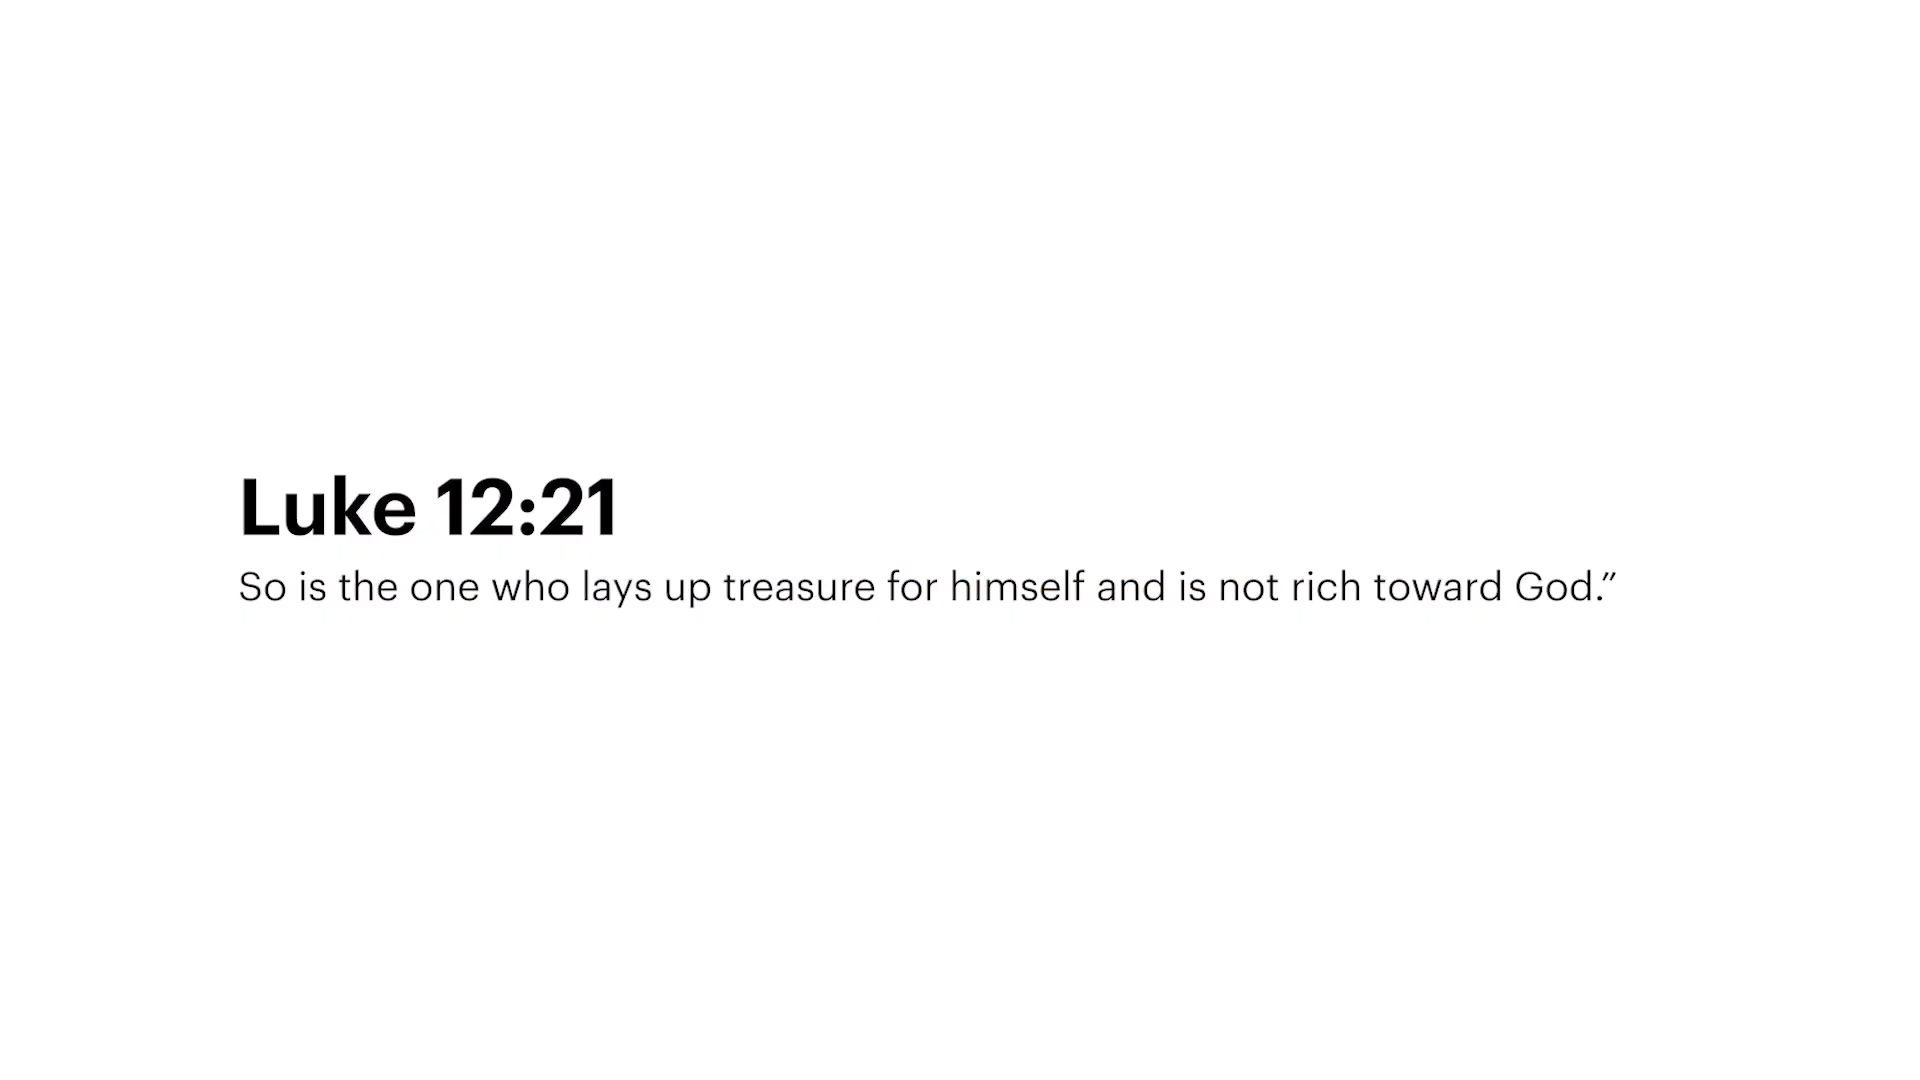 Luke 12:21
So is the one who lays up treasure for himself and is not rich toward God.”